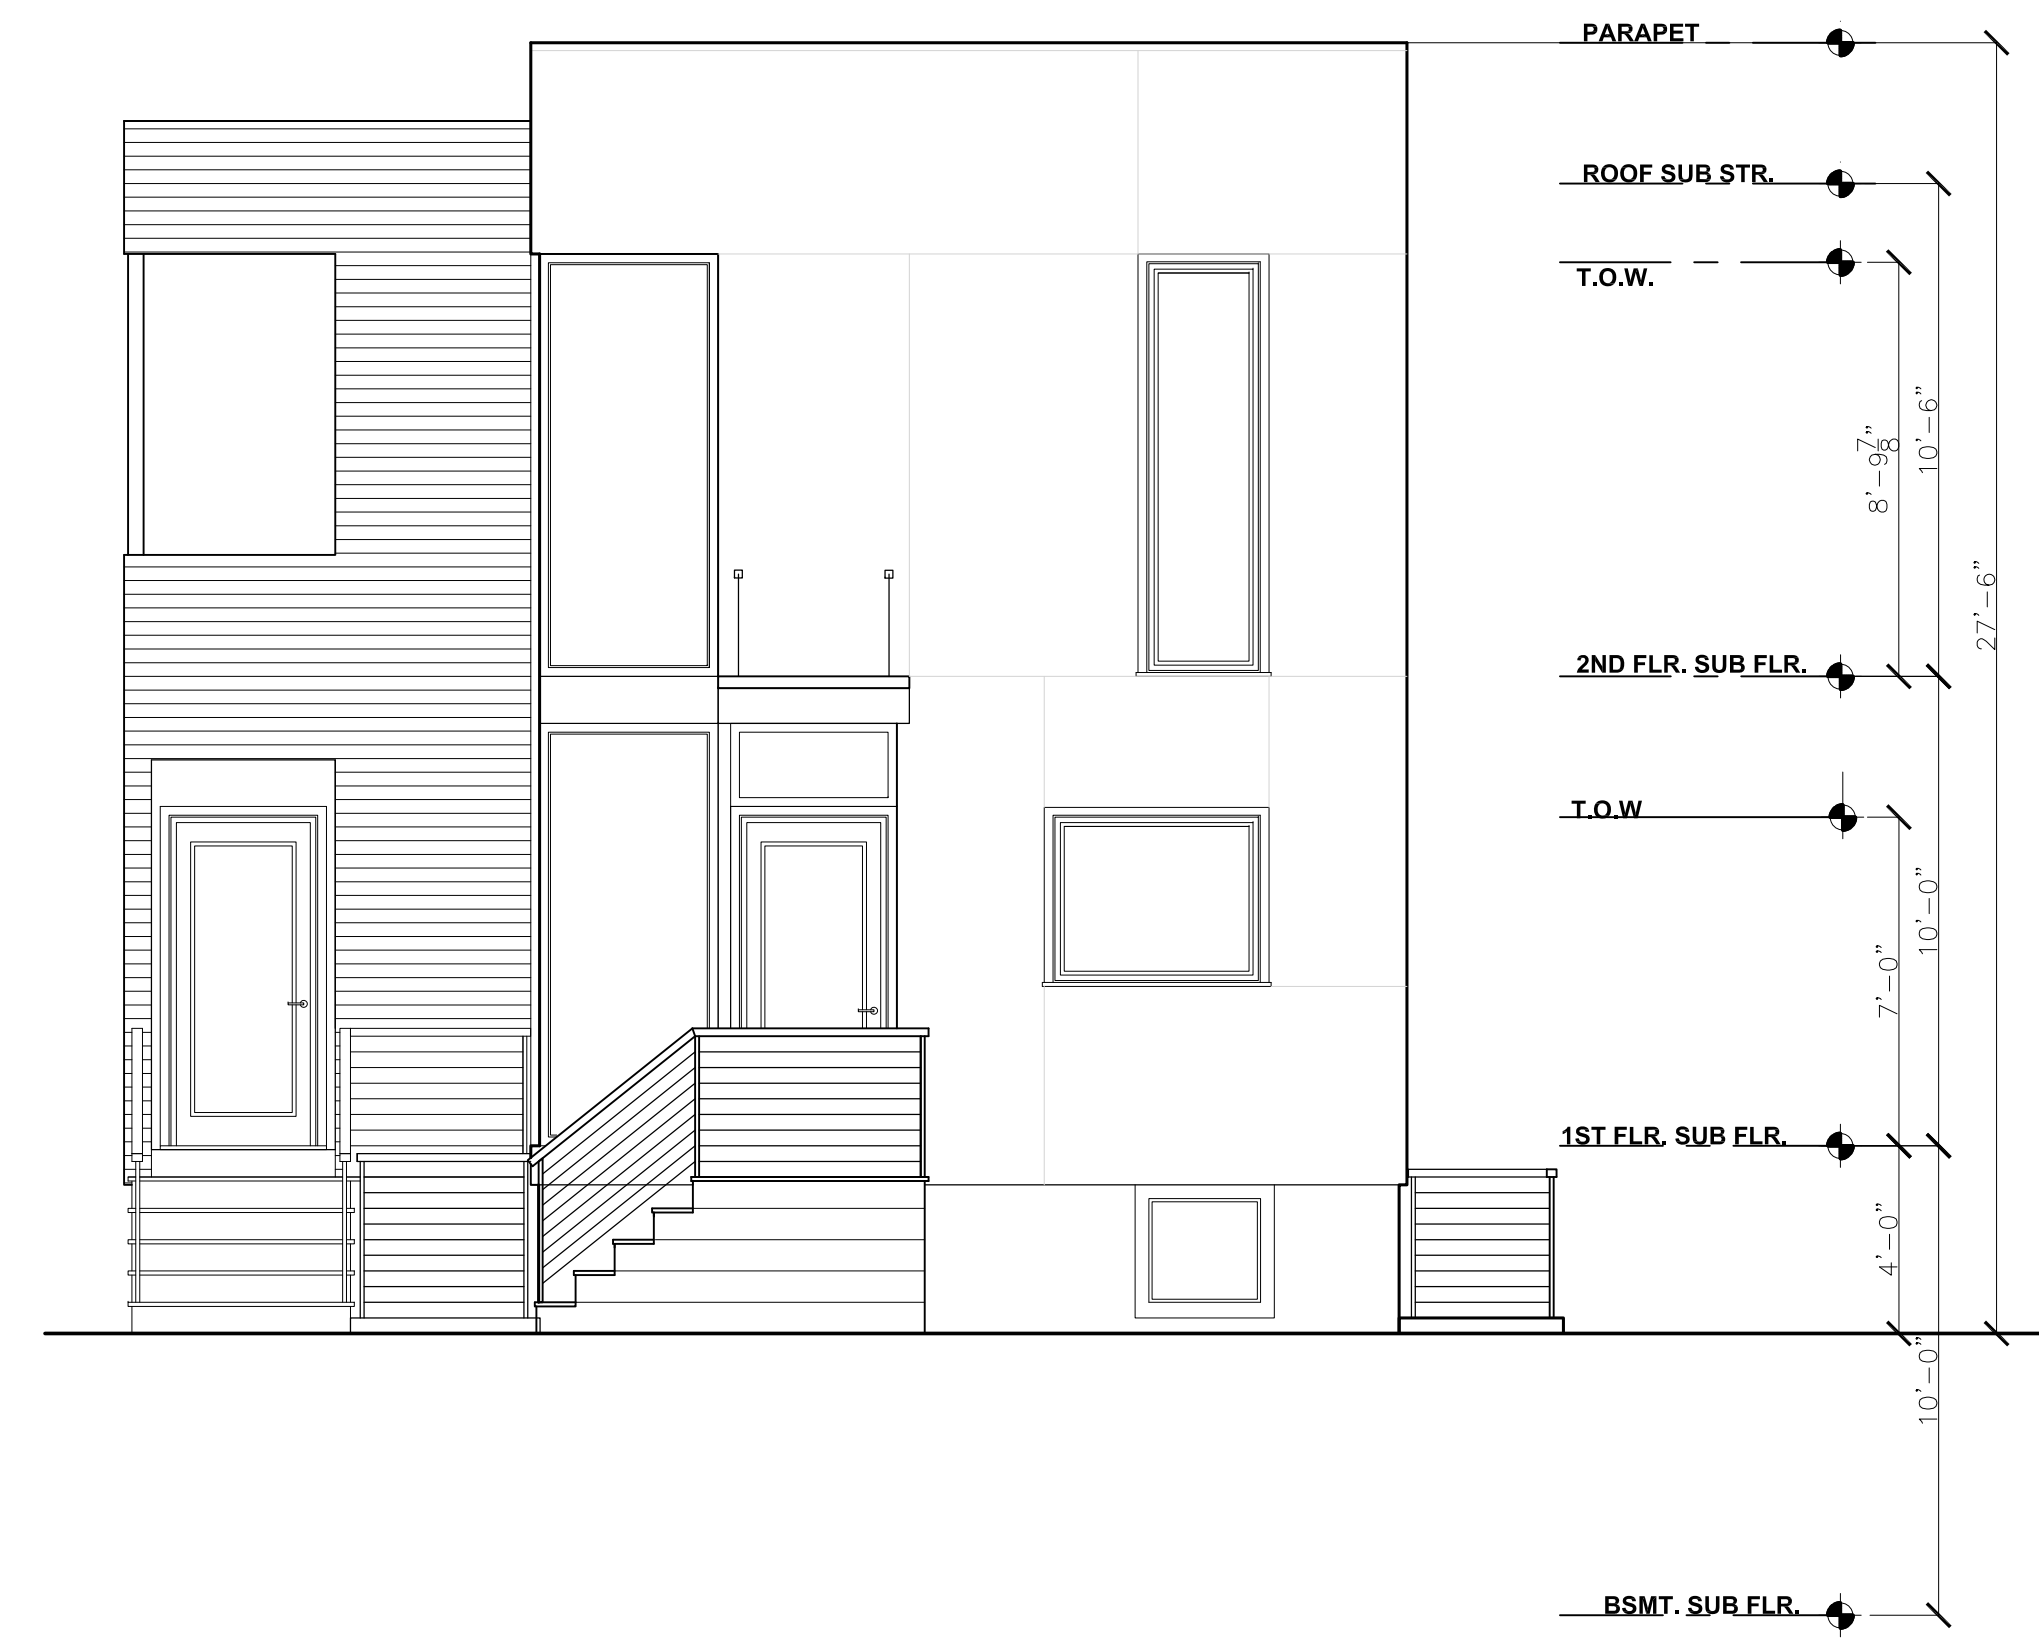 PARAPET
ROOF SUB STR.
T.O.W.
10'-6"
8'-9 7/8"
27'-6"
2ND FLR. SUB FLR.
T.O.W
10'-0"
7'-0"
1ST FLR. SUB FLR.
4'-0"
10'-0"
BSMT. SUB FLR.